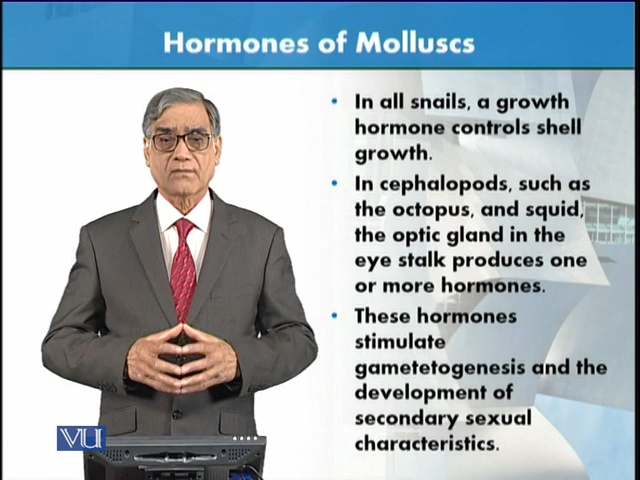 Hormones of Molluscs
• In all snails, a growth
hormone controls shell
growth.
• In cephalopods, such as
the octopus, and squid,
the optic gland in the
eye stalk produces one
or more hormones.
• These hormones
stimulate
gametetogenesis and the
development of
secondary sexual
characteristics.
VU